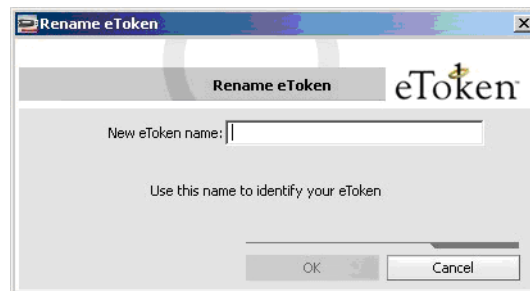 Rename eToken
Rename eToken
eToken
New eToken name:
Use this name to identify your eToken
OK
Cancel